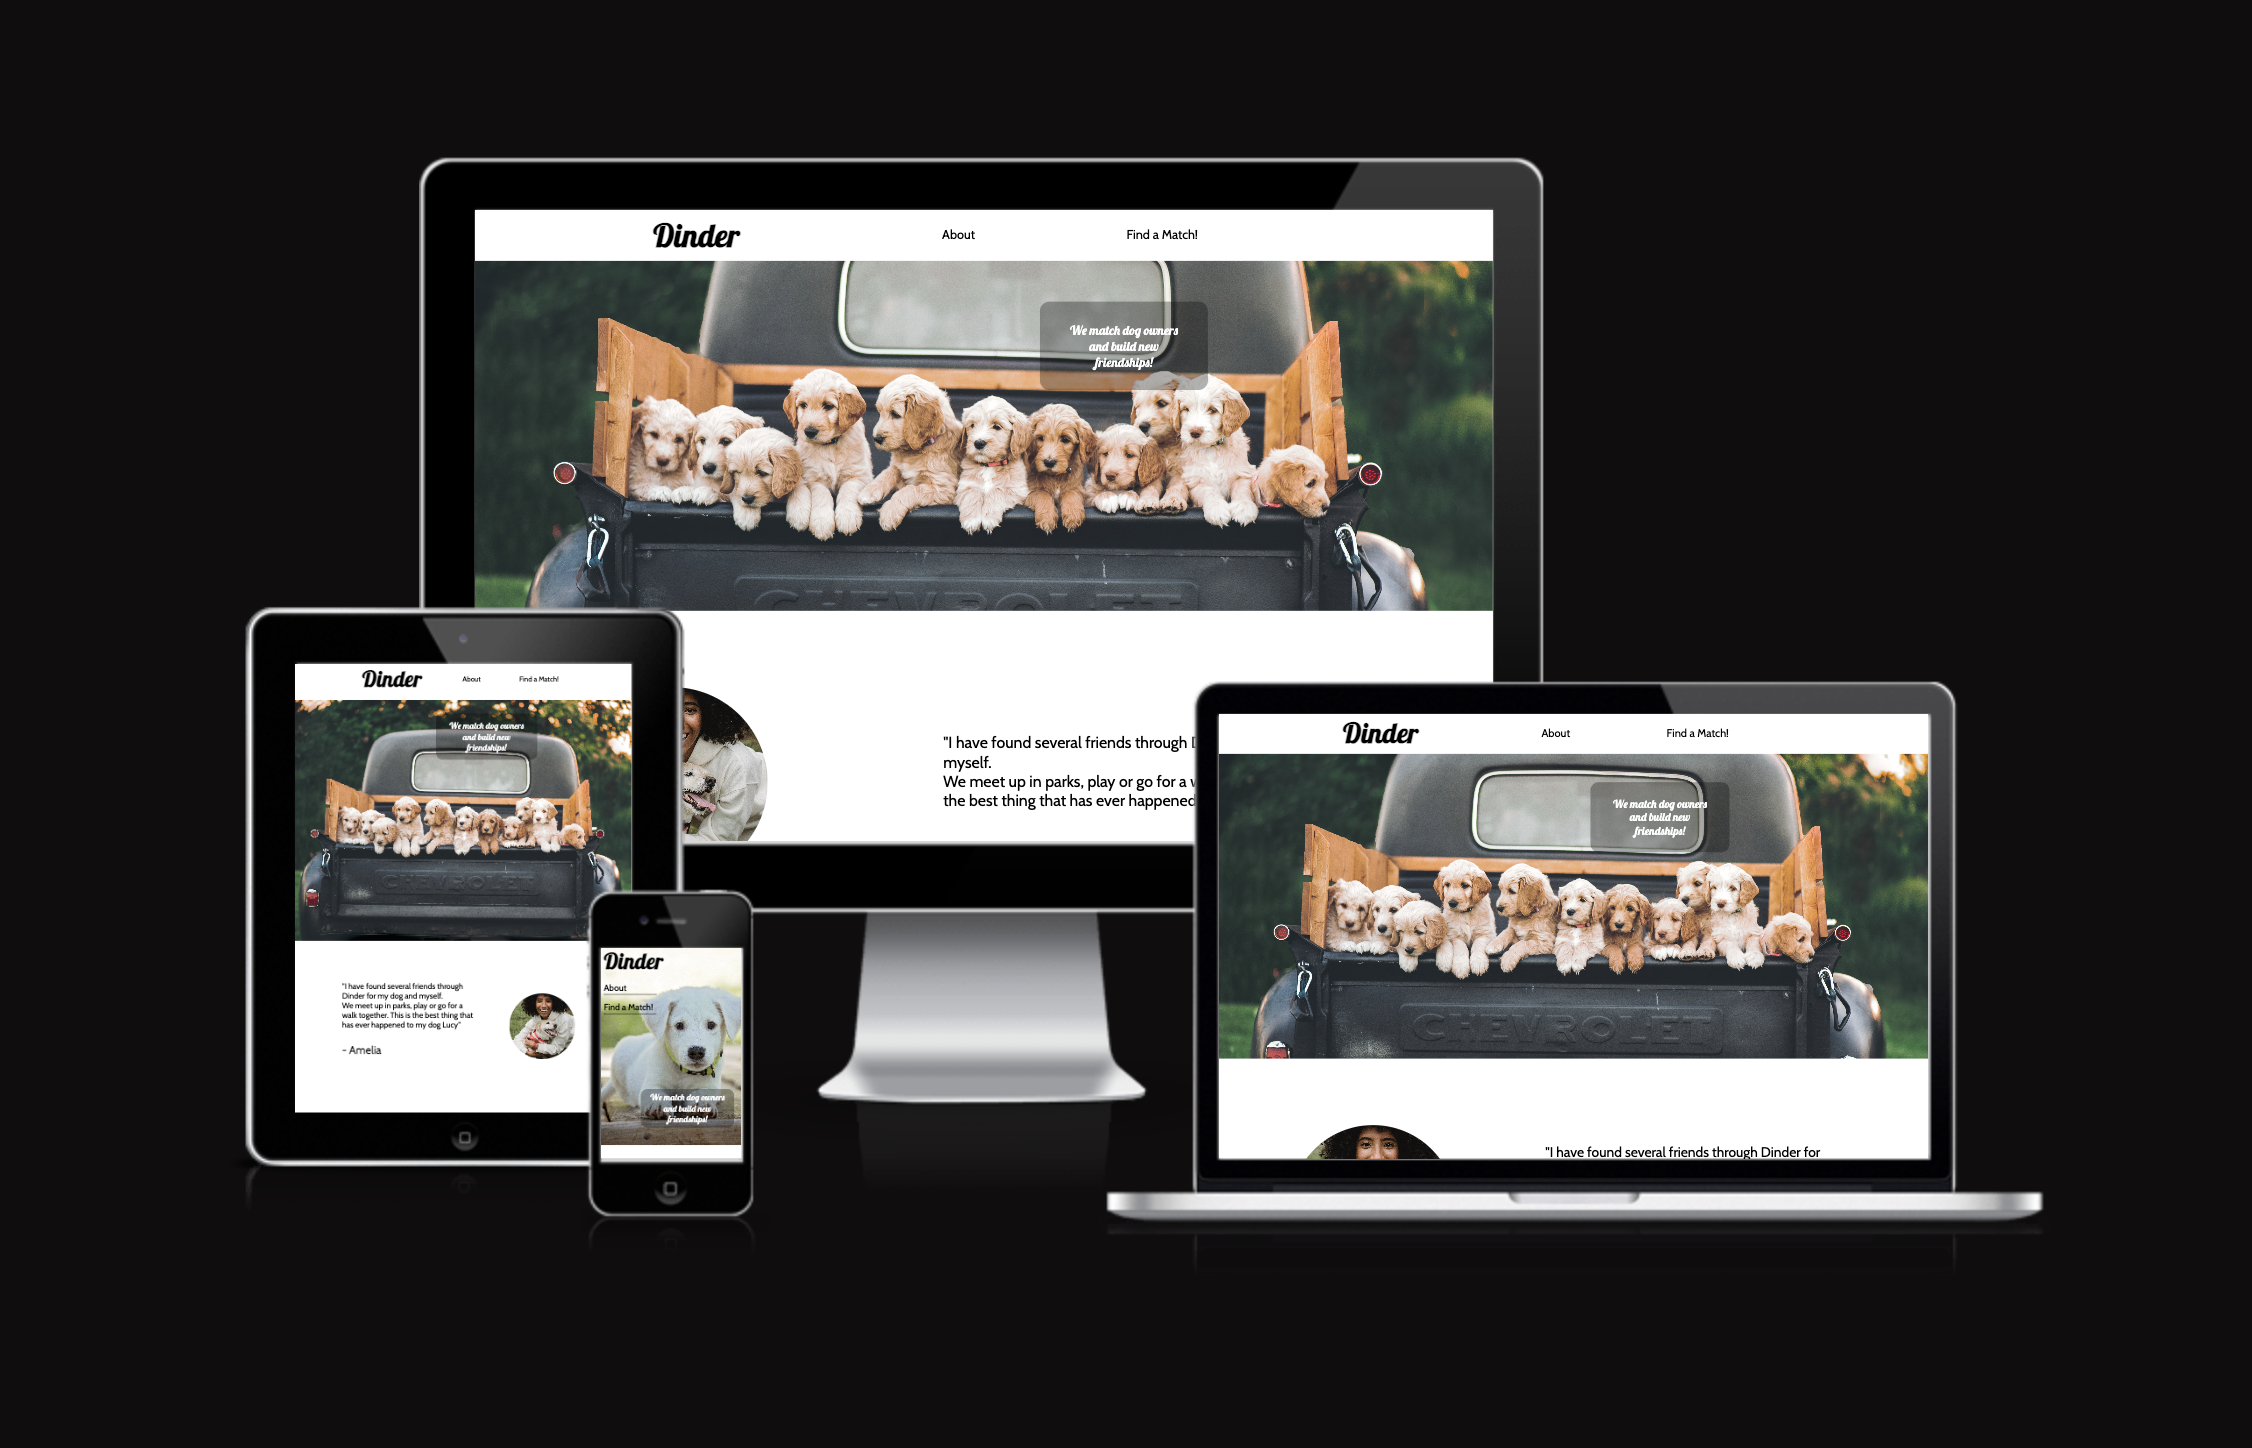 Dinder
About
Find a Match!
We match dog owners
and build new
friendships!
CHEVROLET
"I have found several friends through
myself.
We meet up in parks, play or go for a
the best thing that has ever happened
Dinder
About
Find a Match!
We match dog owners
and build new
friendships!
CHEVROLET
"I have found several friends through
Dinder for my dog and myself.
We meet up in parks, play or go for a
walk together. This is the best thing that
has ever happened to my dog Lucy"
- Amelia
Dinder
About
Find a Match!
We match dog owners
and build new
friendships!
Dinder
About
Find a Match!
We match dog owners
and build new
friendships!
CHEVROLET
"I have found several friends through Dinder for